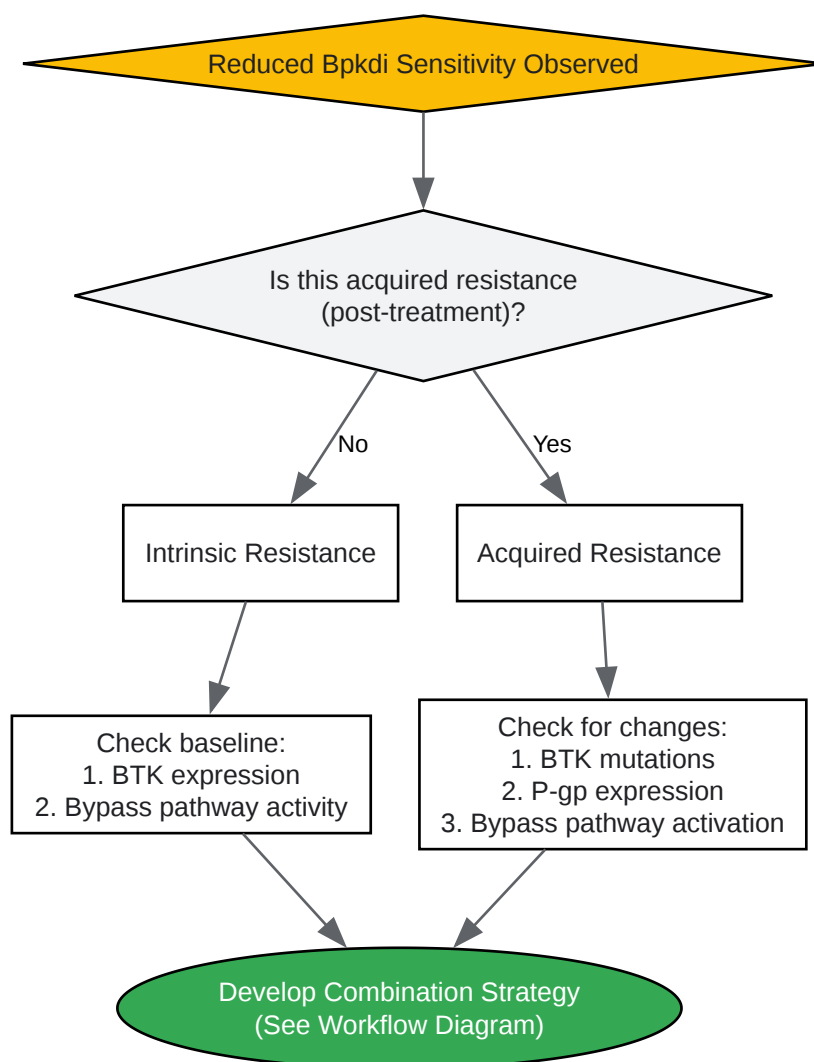 Reduced Bpkdi Sensitivity Observed
Is this acquired resistance
(post-treatment)?
No
Yes
Intrinsic Resistance
Acquired Resistance
Check baseline:
1. BTK expression
2. Bypass pathway activity
Check for changes:
1. BTK mutations
2. P-gp expression
3. Bypass pathway activation
Develop Combination Strategy
(See Workflow Diagram)